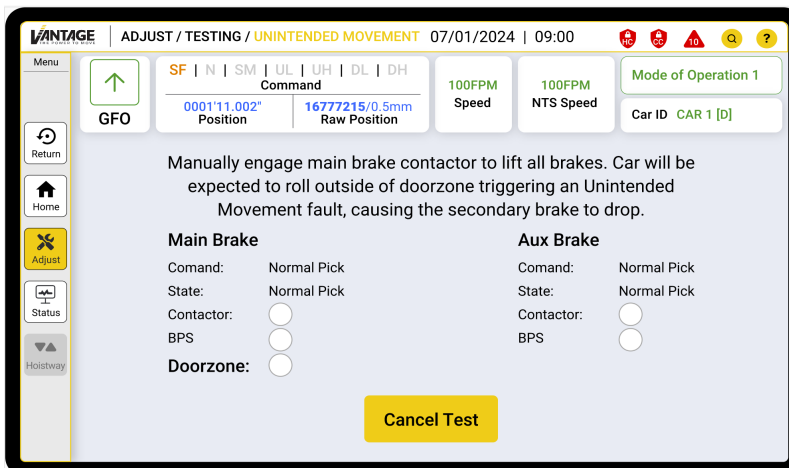 VANTAGE
THE POWER TO MOVE
ADJUST / TESTING / UNINTENDED MOVEMENT 07/01/2024 | 09:00
HC CC 10 Q ?
Menu
Return
Home
Adjust
Status
Hoistway
GFO
SF | N | SM | UL | UH | DL | DH
Command
0001'11.002"
Position
16777215/0.5mm
Raw Position
100FPM
Speed
100FPM
NTS Speed
Mode of Operation 1
Car ID CAR 1 [D]
Manually engage main brake contactor to lift all brakes. Car will be
expected to roll outside of doorzone triggering an Unintended
Movement fault, causing the secondary brake to drop.
Main Brake
Comand: Normal Pick
State: Normal Pick
Contactor:
BPS
Doorzone:
Aux Brake
Comand: Normal Pick
State: Normal Pick
Contactor:
BPS
Cancel Test